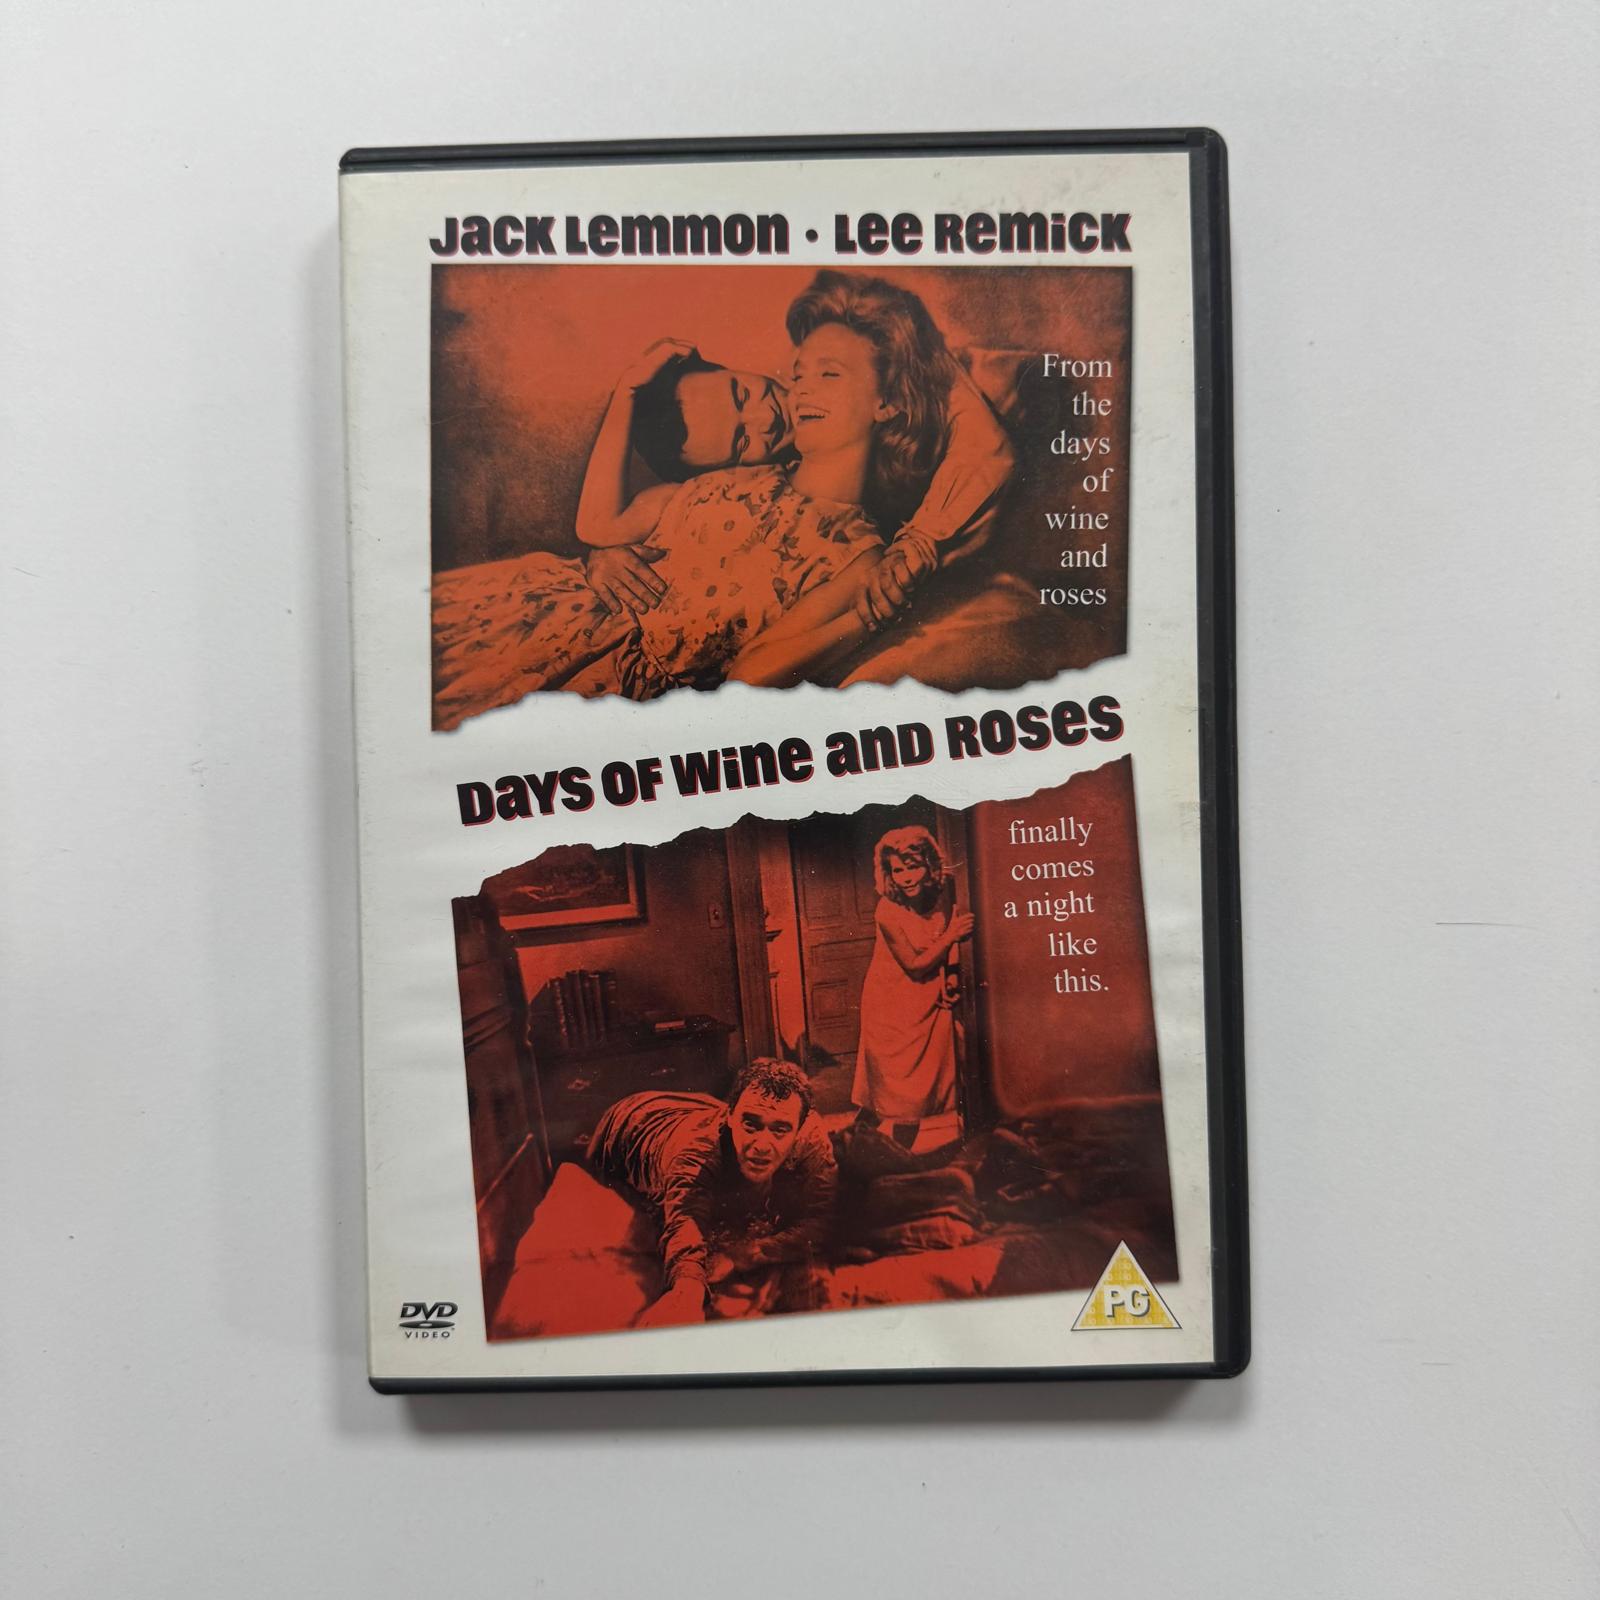 Jack Lemmon · Lee Remick
From
the
days
of
wine
and
roses
Days of Wine and Roses
finally
comes
a night
like
this.
DVD
VIDEO
PG